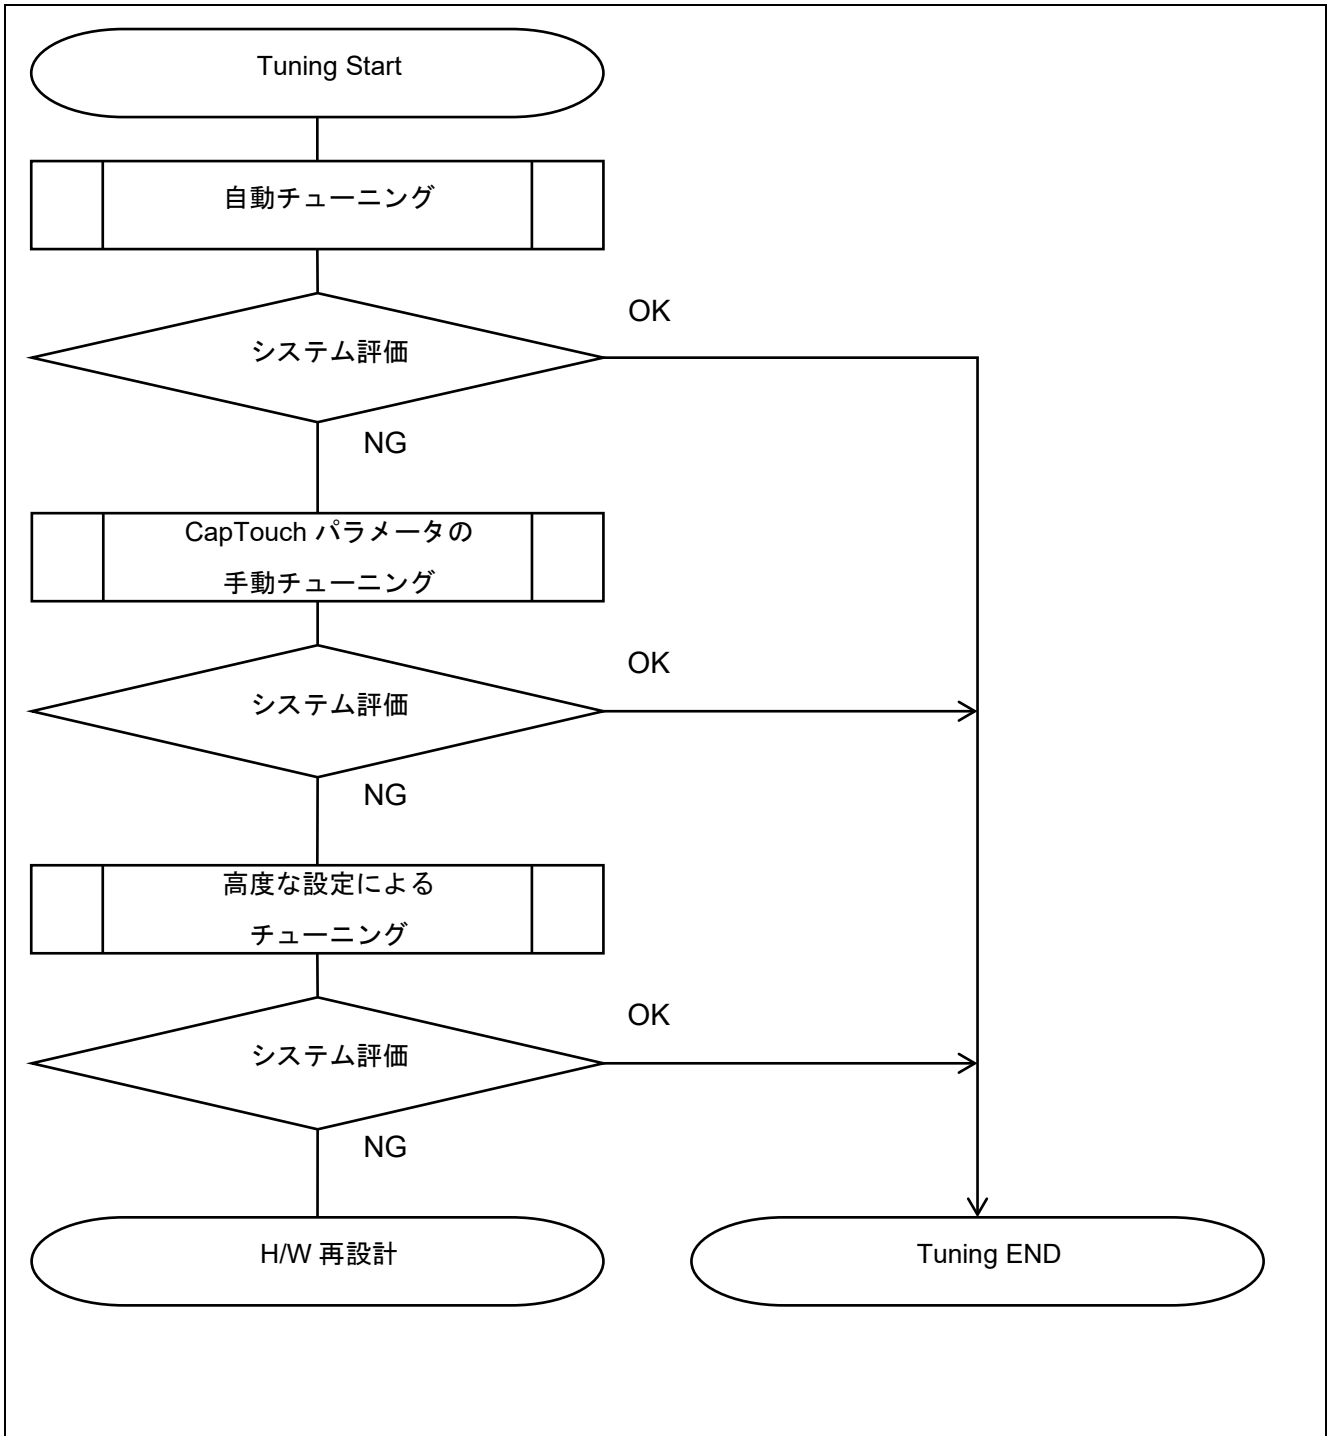 Tuning Start
自動チューニング
OK
システム評価
NG
CapTouch パラメータの
手動チューニング
OK
システム評価
NG
高度な設定による
チューニング
OK
システム評価
NG
H/W 再設計
Tuning END